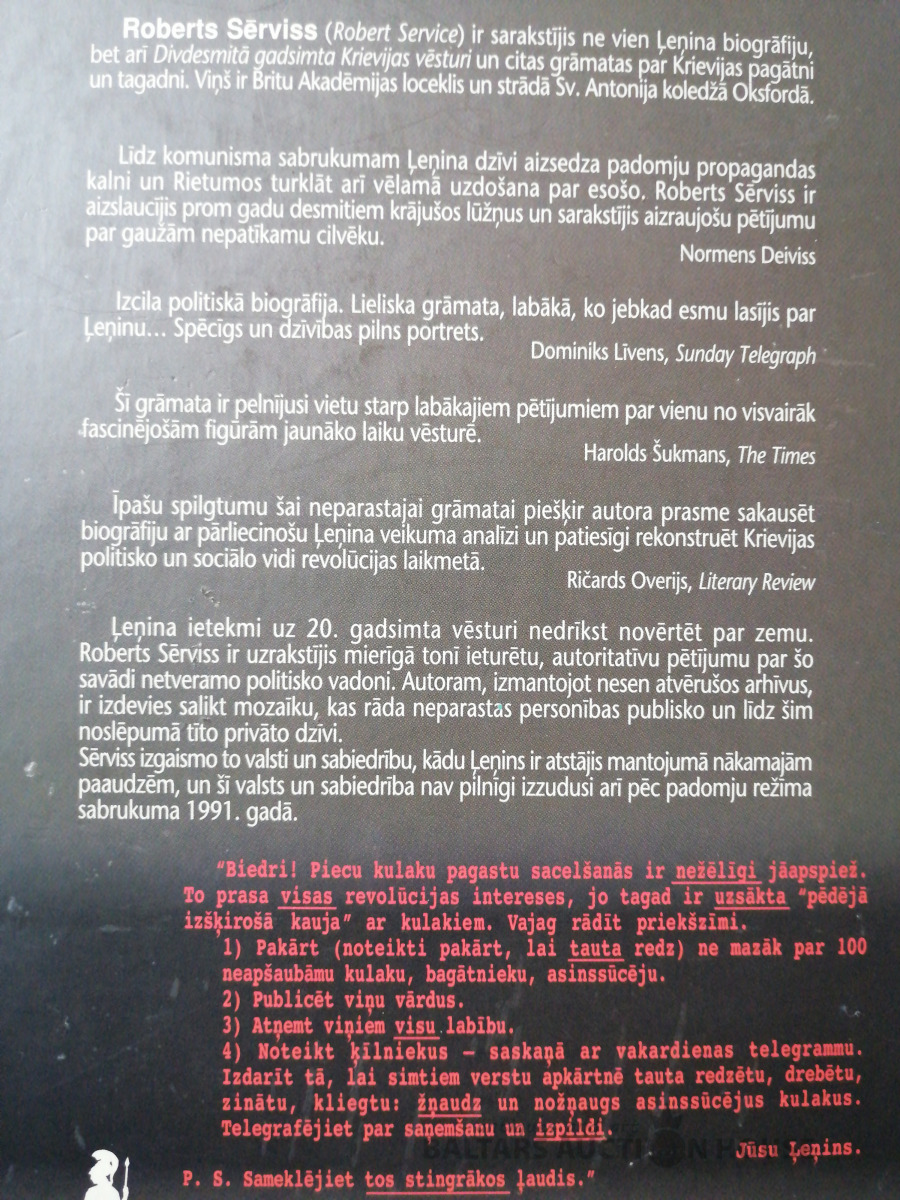 Roberts Sērviss (Robert Service) ir sarakstījis ne vien Ļeņina biogrāfiju,
bet arī Divdesmitā gadsimta Krievijas vēsturi un citas grāmatas par Krievijas pagātni
un tagadni. Viņš ir Britu Akadēmijas loceklis un strādā Sv. Antonija koledžā Oksfordā.
Līdz komunisma sabrukumam Ļeņina dzīvi aizsedza padomju propagandas
kalni un Rietumos turklāt arī vēlamā uzdošana par esošo. Roberts Sērviss ir
aizslaucījis prom gadu desmitiem krājušos lūžņus un sarakstījis aizraujošu pētījumu
par gaužām nepatīkamu cilvēku.
Normens Deiviss
Izcila politiskā biogrāfija. Lieliska grāmata, labākā, ko jebkad esmu lasījis par
Ļeņinu... Spēcīgs un dzīvības pilns portrets.
Dominiks Līvens, Sunday Telegraph
Šī grāmata ir pelnījusi vietu starp labākajiem pētījumiem par vienu no visvairāk
fascinējošām figūrām jaunāko laiku vēsturē.
Harolds Šukmans, The Times
Īpašu spilgtumu šai neparastajai grāmatai piešķir autora prasme sakausēt
biogrāfiju ar pārliecinošu Ļeņina veikuma analīzi un patiesīgi rekonstruēt Krievijas
politisko un sociālo vidi revolūcijas laikmetā.
Ričards Overijs, Literary Review
Ļeņina ietekmi uz 20. gadsimta vēsturi nedrīkst novērtēt par zemu.
Roberts Sērviss ir uzrakstījis mierīgā tonī ieturētu, autoritatīvu pētījumu par šo
savādi netveramo politisko vadoni. Autoram, izmantojot nesen atvērušos arhīvus,
ir izdevies salikt mozaīku, kas rāda neparastas personības publisko un līdz šim
noslēpumā tīto privāto dzīvi.
Sērviss izgaismo to valsti un sabiedrību, kādu Ļeņins ir atstājis mantojumā nākamajām
paaudzēm, un šī valsts un sabiedrība nav pilnīgi izzudusi arī pēc padomju režīma
sabrukuma 1991. gadā.
"Biedri! Piecu kulaku pagastu sacelšanās ir nežēlīgi jāapspiež.
To prasa visas revolūcijas intereses, jo tagad ir uzsākta "pēdējā
izšķirošā kauja" ar kulakiem. Vajag rādīt priekšzīmi.
1) Pakārt (noteikti pakārt, lai tauta redz) ne mazāk par 100
neapšaubāmu kulaku, bagātnieku, asinssūcēju.
2) Publicēt viņu vārdus.
3) Atņemt viņiem visu labību.
4) Noteikt ķīlniekus – saskaņā ar vakardienas telegrammu.
Izdarīt tā, lai simtiem verstu apkārtnē tauta redzētu, drebētu,
zinātu, kliegtu: žņaudz un nožņaugs asinssūcējus kulakus.
Telegrafējiet par saņemšanu un izpildi.
BALTARS AUCTION HOUSE
Jūsu Ļeņins.
P. S. Sameklējiet tos stingrākos ļaudis."